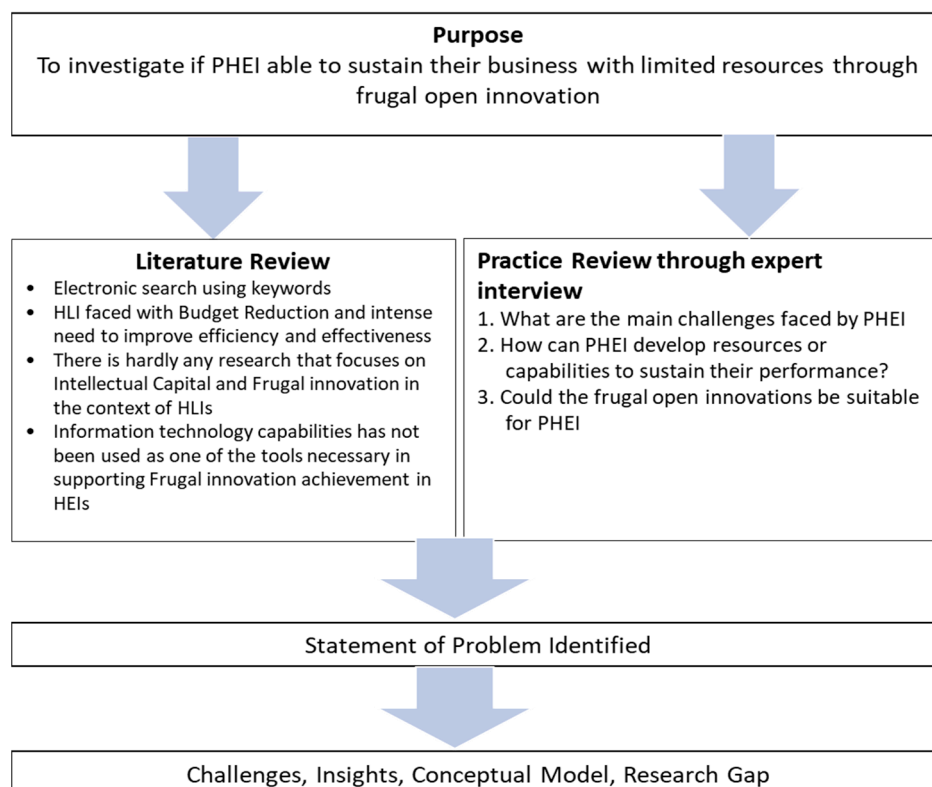 Purpose
To investigate if PHEI able to sustain their business with limited resources through
frugal open innovation
Literature Review
• Electronic search using keywords
• HLI faced with Budget Reduction and intense
need to improve efficiency and effectiveness
• There is hardly any research that focuses on
Intellectual Capital and Frugal innovation in
the context of HLIs
• Information technology capabilities has not
been used as one of the tools necessary in
supporting Frugal innovation achievement in
HEIs
Practice Review through expert
interview
1. What are the main challenges faced by PHEI
2. How can PHEI develop resources or
capabilities to sustain their performance?
3. Could the frugal open innovations be suitable
for PHEI
Statement of Problem Identified
Challenges, Insights, Conceptual Model, Research Gap